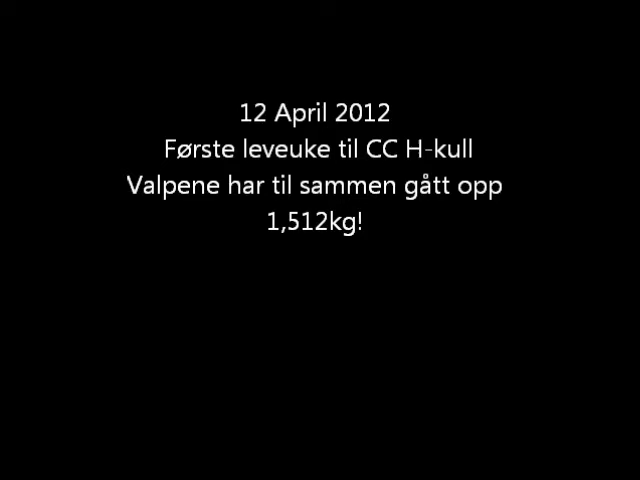 12 April 2012
Første leveuke til CC H-kull
Valpene har til sammen gått opp
1,512kg!